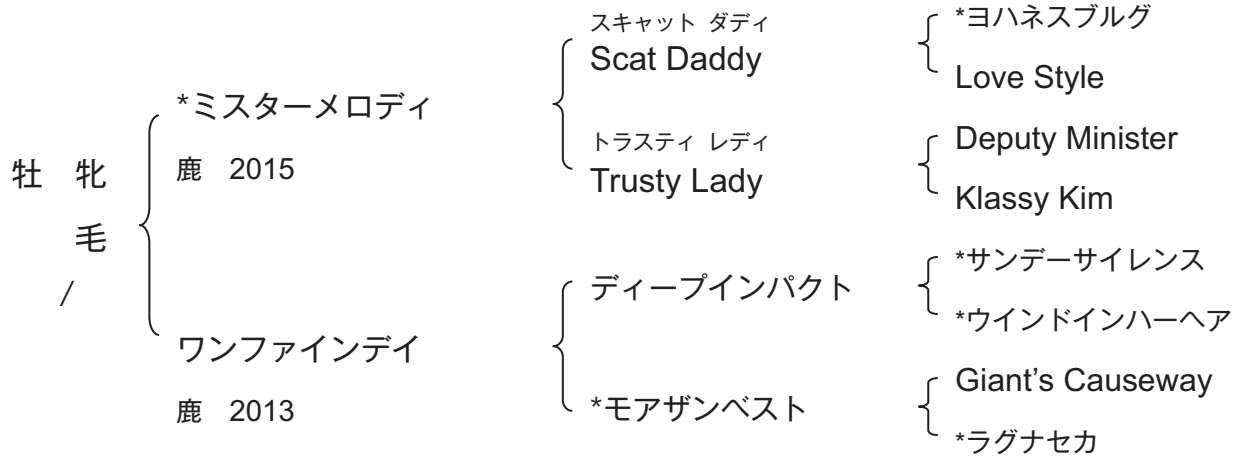 牡 牝
毛
/
*ミスターメロディ
鹿 2015
ワンファインデイ
鹿 2013
スキャット ダディ
Scat Daddy
トラスティ レディ
Trusty Lady
ディープインパクト
*モアザンベスト
*ヨハネスブルグ
Love Style
Deputy Minister
Klassy Kim
*サンデーサイレンス
*ウインドインハーヘア
Giant's Causeway
*ラグナセカ